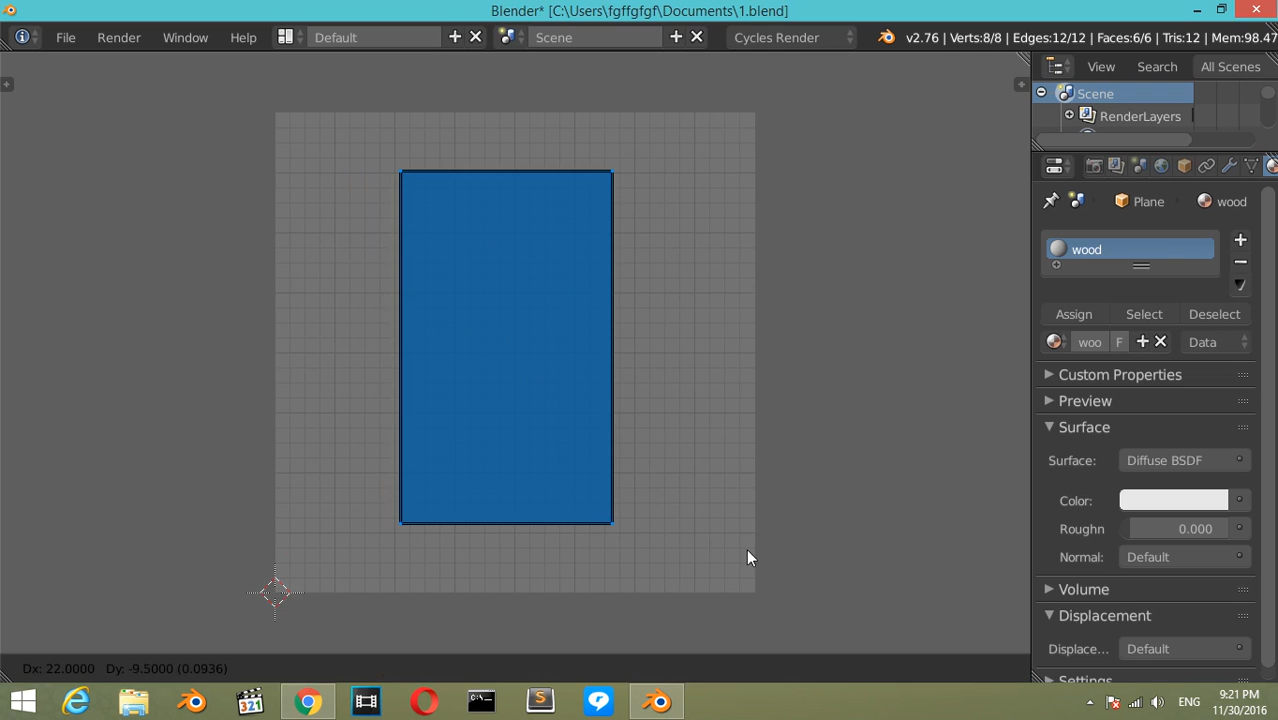 Blender* [C:\Users\fgffgfgf\Documents\1.blend]
File Render Window Help Default Scene Cycles Render v2.76 | Verts:8/8 | Edges:12/12 | Faces:6/6 | Tris:12 | Mem:98.47
View Search All Scenes
Scene
RenderLayers
Plane wood
wood
Assign Select Deselect
woo F Data
Custom Properties
Preview
Surface
Surface: Diffuse BSDF
Color:
Roughn 0.000
Normal: Default
Volume
Displacement
Displace... Default
Settings
Dx: 22.0000 Dy: -9.5000 (0.0936)
321
S
ENG
9:21 PM
11/30/2016